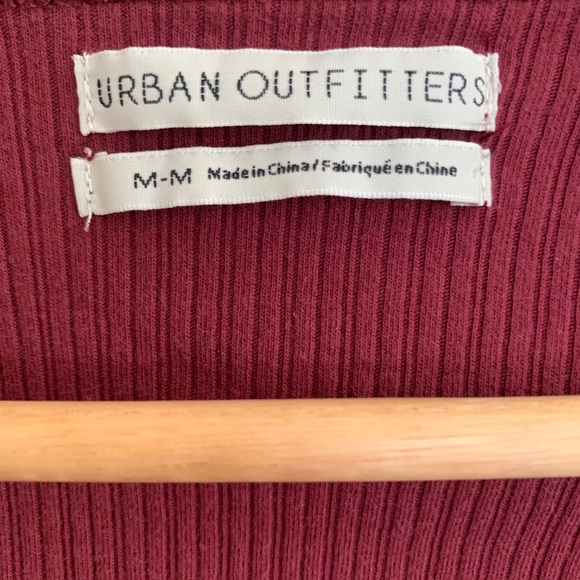 URBAN OUTFITTERS
M-M Made in China / Fabriqué en Chine